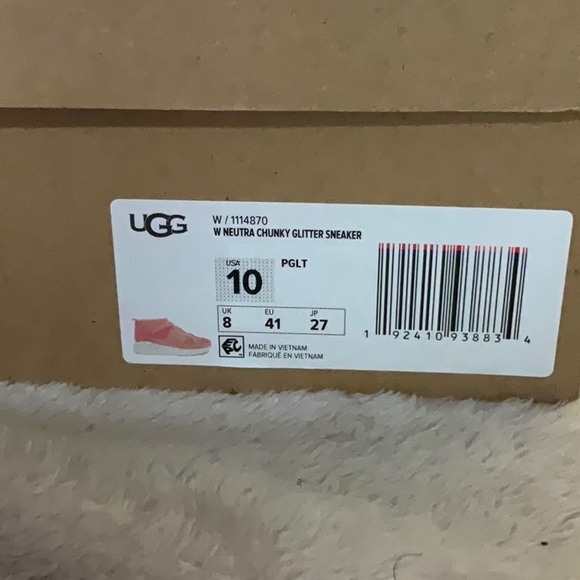 UGG
W / 1114870
W NEUTRA CHUNKY GLITTER SNEAKER
USA
10
PGLT
UK EU JP
8 41 27
MADE IN VIETNAM
FABRIQUÉ EN VIETNAM
1 92410 93883 4